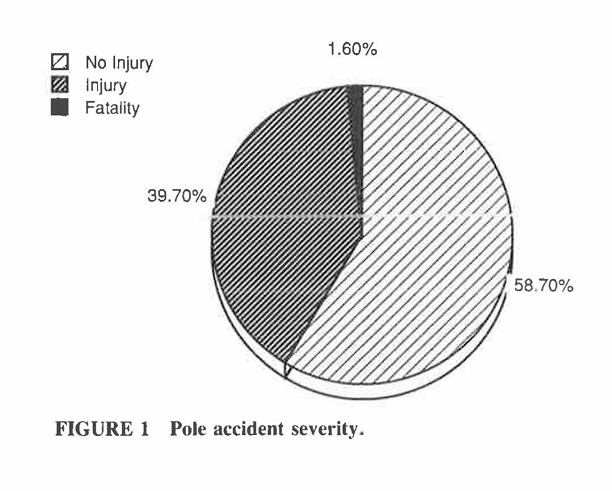 1.60%
No Injury
Injury
Fatality
39.70%
58.70%
FIGURE 1 Pole accident severity.